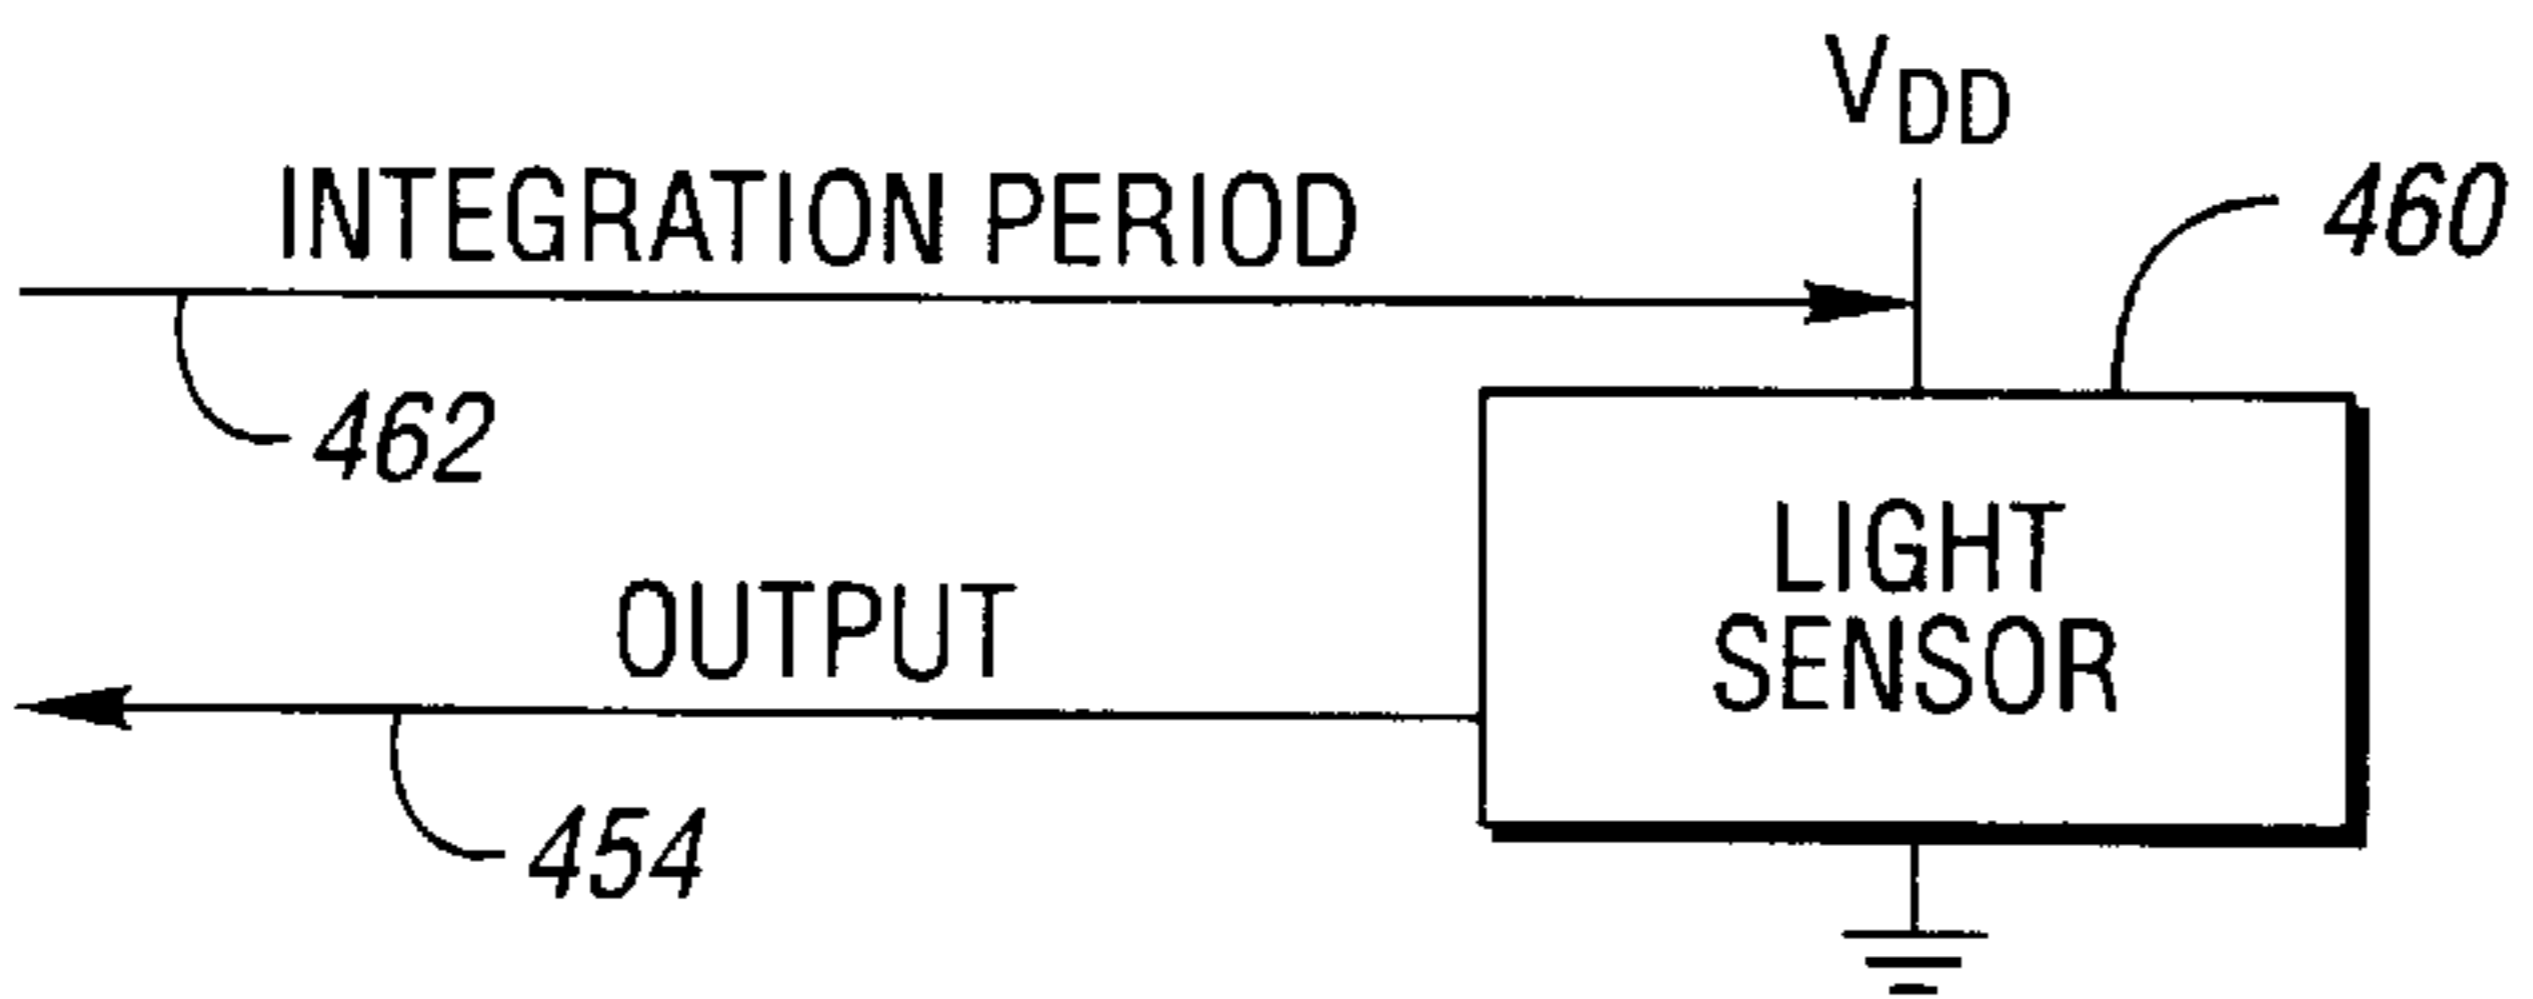 VDD
INTEGRATION PERIOD
460
462
LIGHT
SENSOR
OUTPUT
454